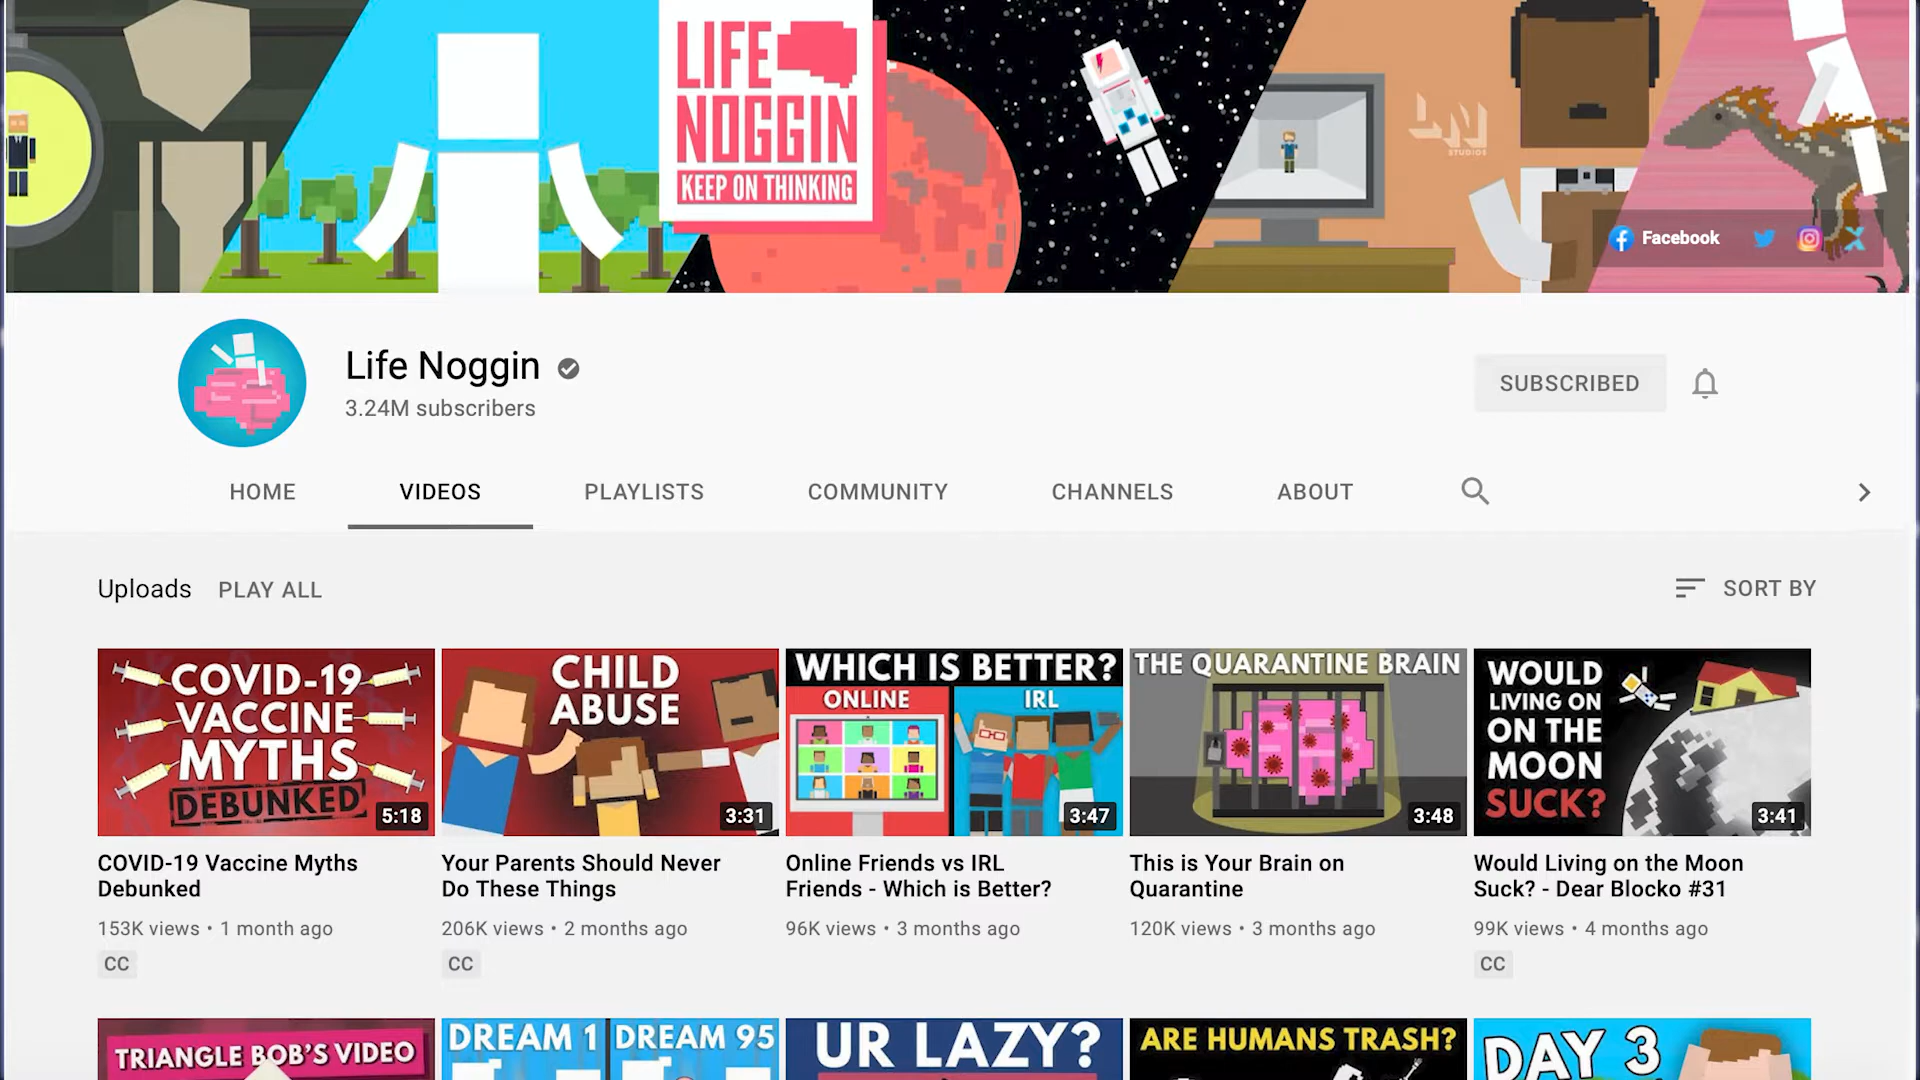 LIFE
NOGGIN
KEEP ON THINKING
LN
STUDIOS
Facebook
Life Noggin
3.24M subscribers
SUBSCRIBED
HOME
VIDEOS
PLAYLISTS
COMMUNITY
CHANNELS
ABOUT
Uploads
PLAY ALL
SORT BY
COVID-19
VACCINE
MYTHS
DEBUNKED
5:18
CHILD
ABUSE
3:31
WHICH IS BETTER?
ONLINE
IRL
3:47
THE QUARANTINE BRAIN
3:48
WOULD
LIVING ON
ON THE
MOON
SUCK?
3:41
COVID-19 Vaccine Myths
Debunked
153K views • 1 month ago
CC
Your Parents Should Never
Do These Things
206K views • 2 months ago
CC
Online Friends vs IRL
Friends - Which is Better?
96K views • 3 months ago
This is Your Brain on
Quarantine
120K views • 3 months ago
Would Living on the Moon
Suck? - Dear Blocko #31
99K views • 4 months ago
CC
TRIANGLE BOB'S VIDEO
DREAM 1
DREAM 95
UR LAZY?
ARE HUMANS TRASH?
DAY 3